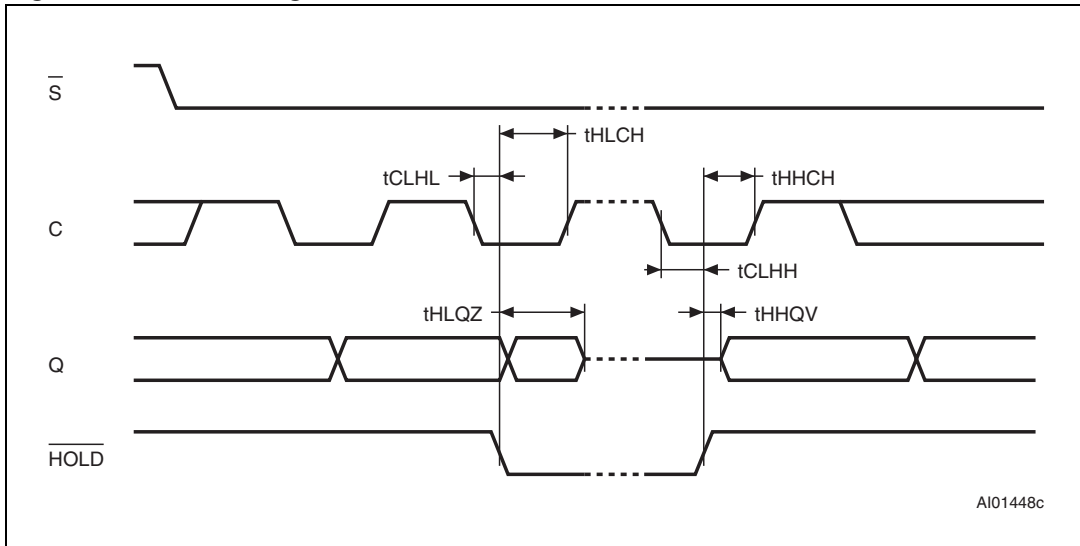 S
tHLCH
tCLHL
tHHCH
C
tCLHH
tHLQZ
tHHQV
Q
HOLD
AI01448c